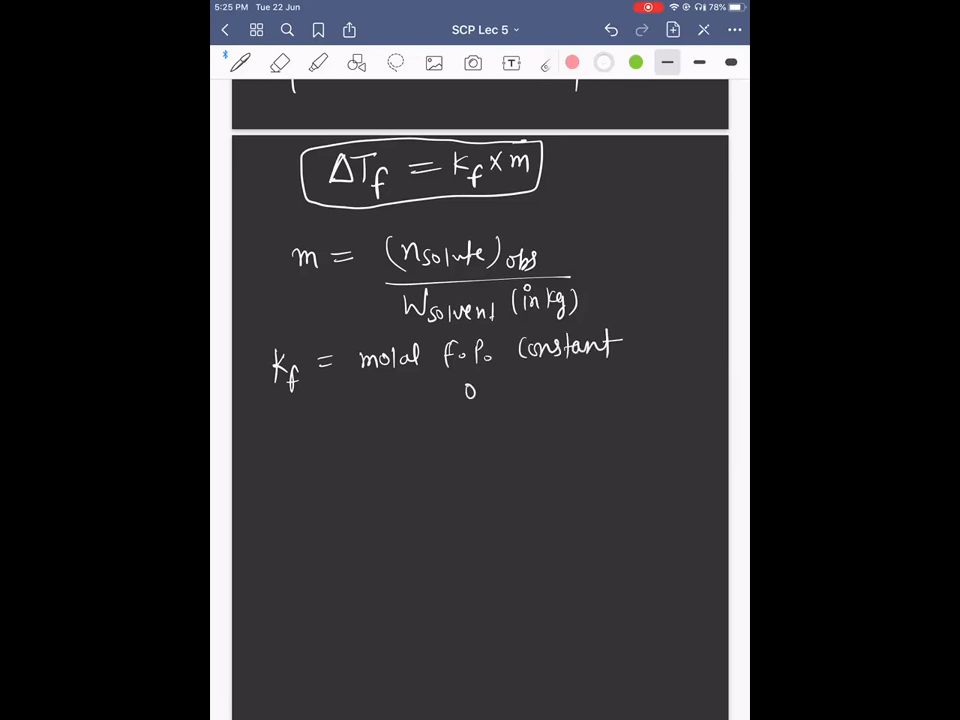 5:25 PM Tue 22 Jun 78%
SCP Lec 5
T
ΔTf = Kf × m
m = (nsolute)obs
Wsolvent (in kg)
Kf = molal f.p. constant
o